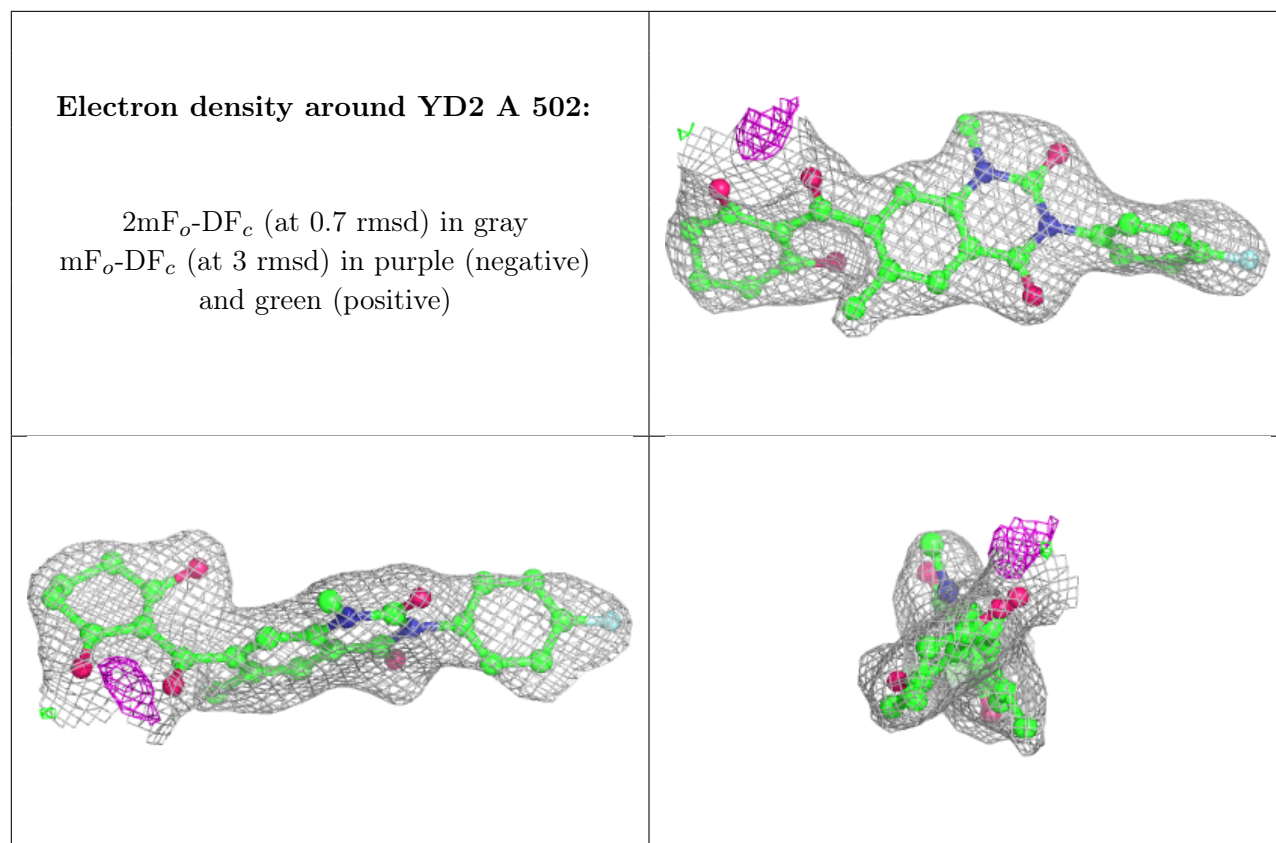 Electron density around YD2 A 502:
2mFo-DFc (at 0.7 rmsd) in gray
mFo-DFc (at 3 rmsd) in purple (negative)
and green (positive)